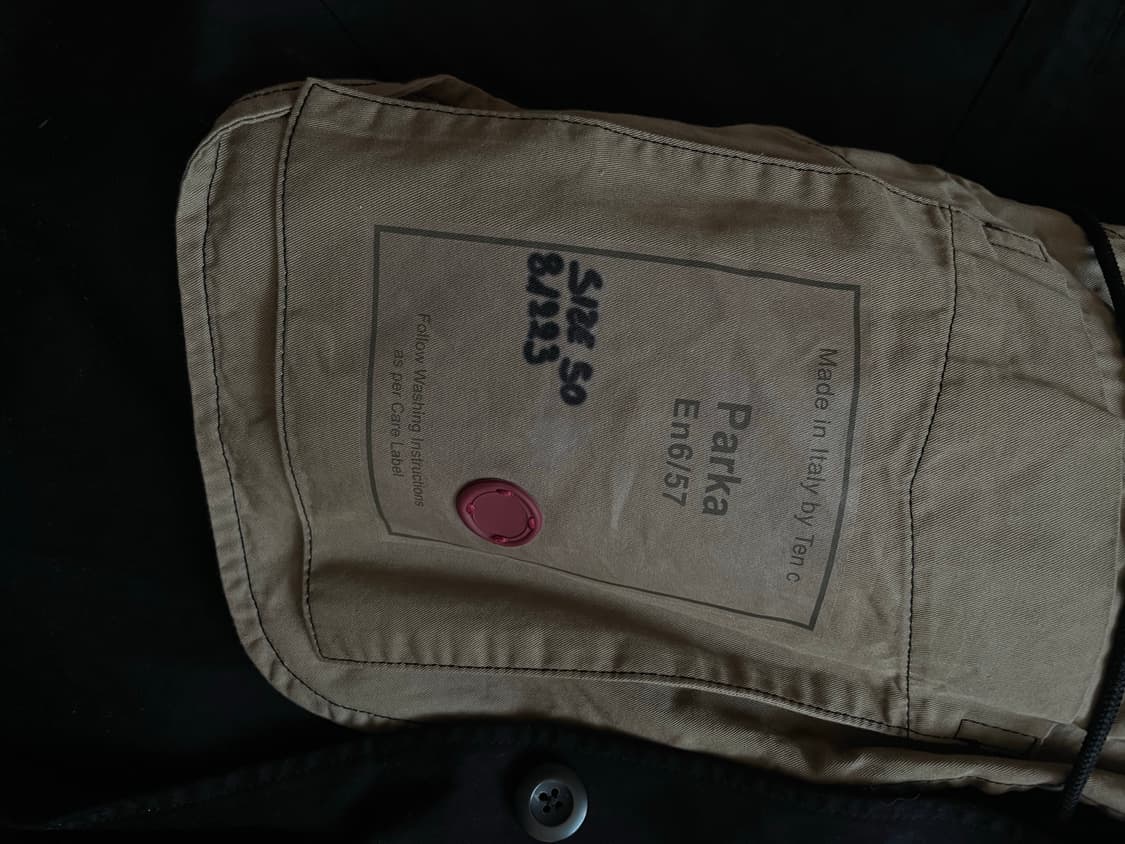 Made in Italy by Ten c
Parka
En6/57
SIZE 50
8/223
Follow Washing Instructions
as per Care Label